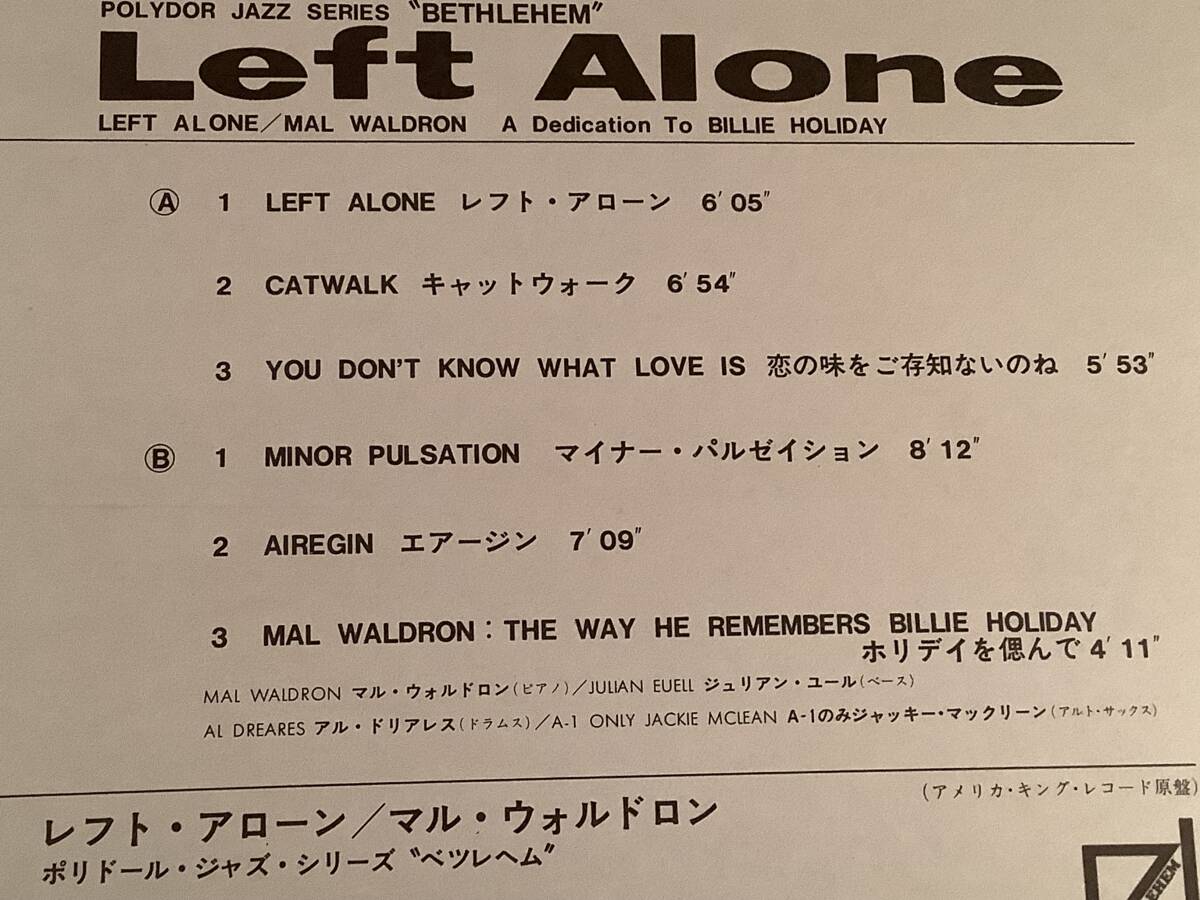 POLYDOR JAZZ SERIES "BETHLEHEM"
Left Alone
LEFT ALONE／MAL WALDRON A Dedication To BILLIE HOLIDAY
Ⓐ 1 LEFT ALONE レフト・アローン 6′05″
2 CATWALK キャットウォーク 6′54″
3 YOU DON'T KNOW WHAT LOVE IS 恋の味をご存知ないのね 5′53″
Ⓑ 1 MINOR PULSATION マイナー・パルゼイション 8′12″
2 AIREGIN エアージン 7′09″
3 MAL WALDRON：THE WAY HE REMEMBERS BILLIE HOLIDAY
ホリデイを偲んで 4′11″
MAL WALDRON マル・ウォルドロン(ピアノ)／JULIAN EUELL ジュリアン・ユール(ベース)
AL DREARES アル・ドリアレス(ドラムス)／A-1 ONLY JACKIE MCLEAN A-1のみジャッキー・マックリーン(アルト・サックス)
(アメリカ・キング・レコード原盤)
レフト・アローン／マル・ウォルドロン
ポリドール・ジャズ・シリーズ "ベツレヘム"